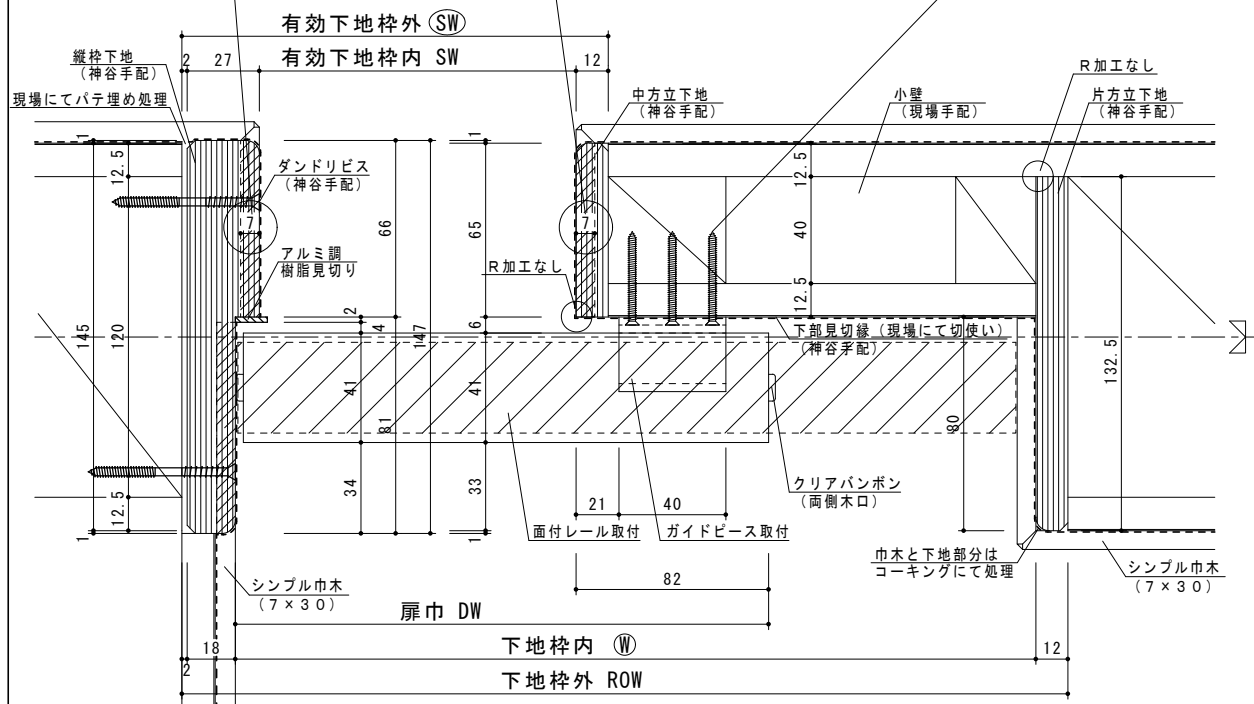 有効下地枠外 SW
有効下地枠内 SW
2
27
12
縦枠下地
(神谷手配)
現場にてパテ埋め処理
中方立下地
(神谷手配)
小壁
(現場手配)
R加工なし
片方立下地
(神谷手配)
1
12.5
145
120
12.5
1
ダンドリビス
(神谷手配)
7
アルミ調
樹脂見切り
66
2
4
147
41
81
34
1
65
6
41
33
1
7
R加工なし
12.5
40
12.5
下部見切縁(現場にて切使い)
(神谷手配)
132.5
80
21
40
クリアバンポン
(両側木口)
面付レール取付
ガイドピース取付
巾木と下地部分は
コーキングにて処理
シンプル巾木
(7×30)
シンプル巾木
(7×30)
82
扉巾 DW
2
18
下地枠内 W
12
下地枠外 ROW